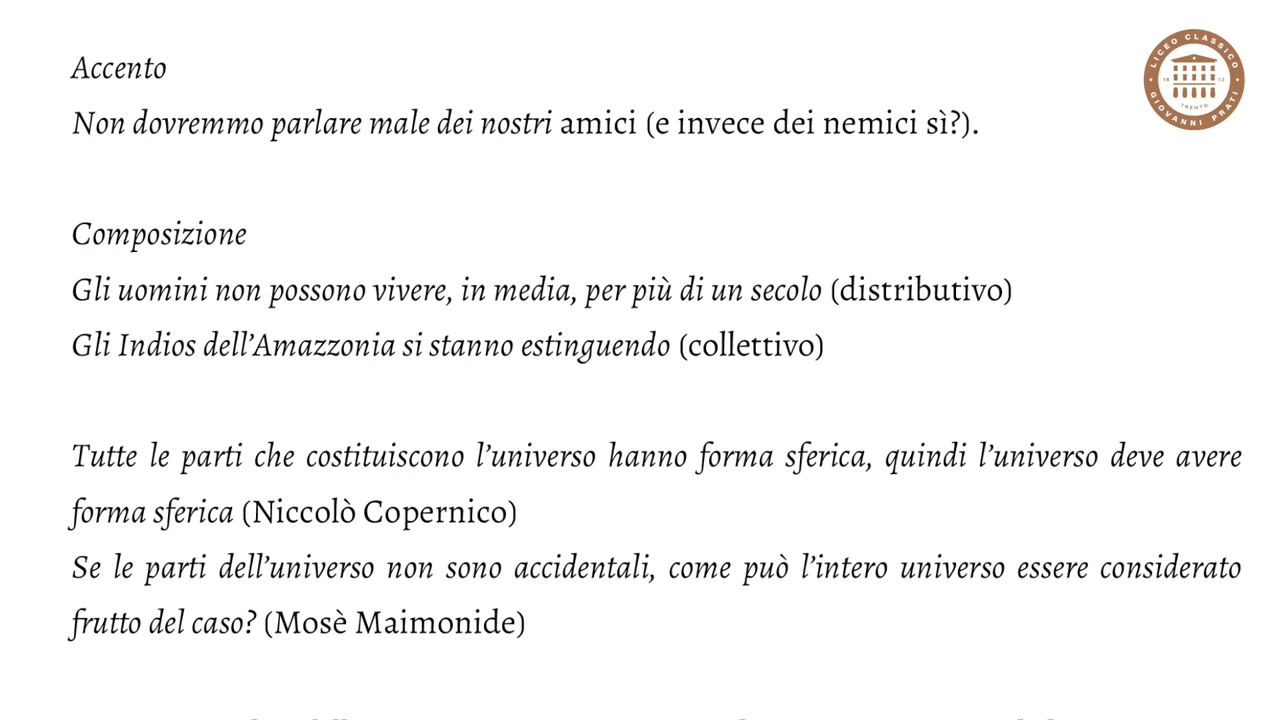 Accento
Non dovremmo parlare male dei nostri amici (e invece dei nemici sì?).
Composizione
Gli uomini non possono vivere, in media, per più di un secolo (distributivo)
Gli Indios dell’Amazzonia si stanno estinguendo (collettivo)
Tutte le parti che costituiscono l’universo hanno forma sferica, quindi l’universo deve avere
forma sferica (Niccolò Copernico)
Se le parti dell’universo non sono accidentali, come può l’intero universo essere considerato
frutto del caso? (Mosè Maimonide)
LICEO CLASSICO
18 12
TRENTO
GIOVANNI PRATI